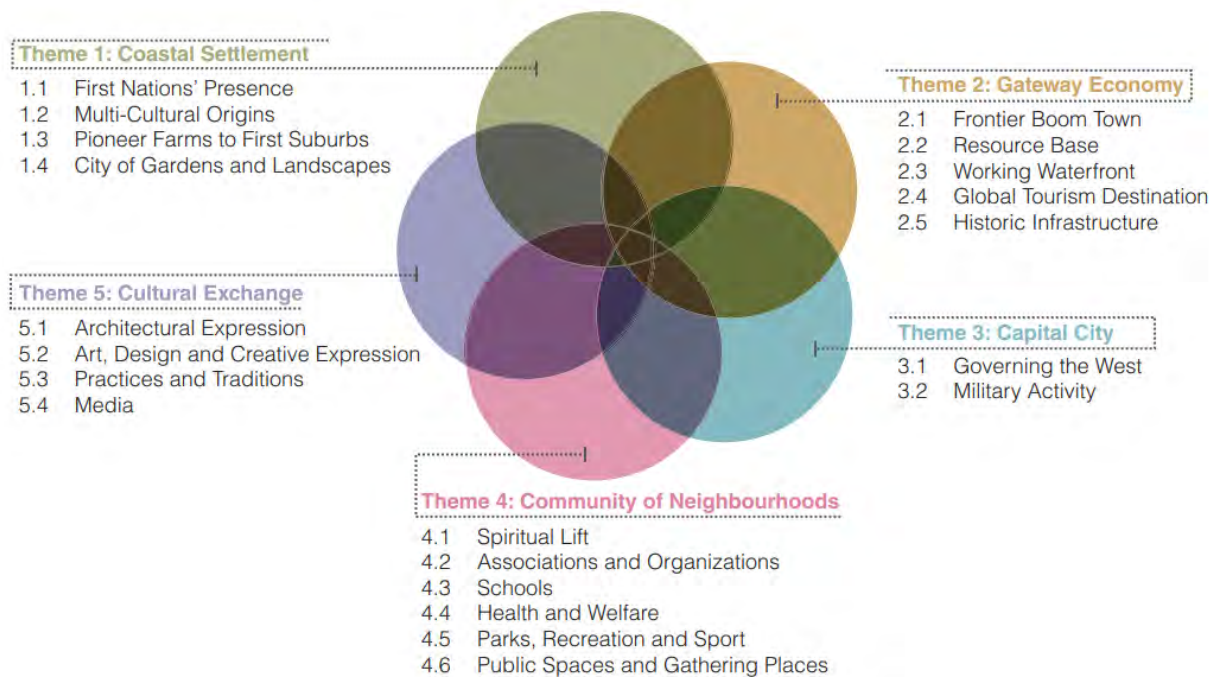 Theme 1: Coastal Settlement
1.1 First Nations' Presence
1.2 Multi-Cultural Origins
1.3 Pioneer Farms to First Suburbs
1.4 City of Gardens and Landscapes
Theme 2: Gateway Economy
2.1 Frontier Boom Town
2.2 Resource Base
2.3 Working Waterfront
2.4 Global Tourism Destination
2.5 Historic Infrastructure
Theme 5: Cultural Exchange
5.1 Architectural Expression
5.2 Art, Design and Creative Expression
5.3 Practices and Traditions
5.4 Media
Theme 3: Capital City
3.1 Governing the West
3.2 Military Activity
Theme 4: Community of Neighbourhoods
4.1 Spiritual Lift
4.2 Associations and Organizations
4.3 Schools
4.4 Health and Welfare
4.5 Parks, Recreation and Sport
4.6 Public Spaces and Gathering Places